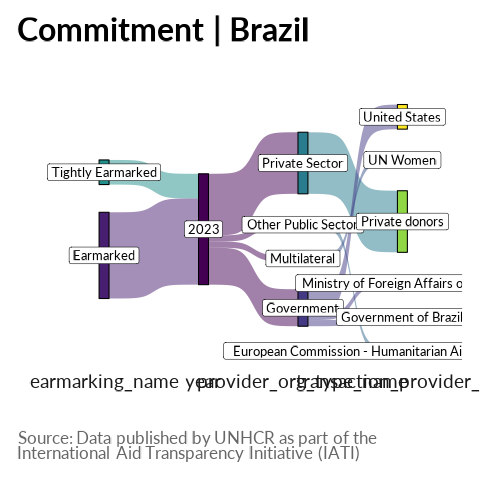 Commitment | Brazil
United States
UN Women
Private Sector
Tightly Earmarked
Other Public Sector
Private donors
2023
Earmarked
Multilateral
Ministry of Foreign Affairs o
Government
Government of Brazil
European Commission - Humanitarian Ai
earmarking_name year provider_org_type_name provider_
Source: Data published by UNHCR as part of the
International Aid Transparency Initiative (IATI)